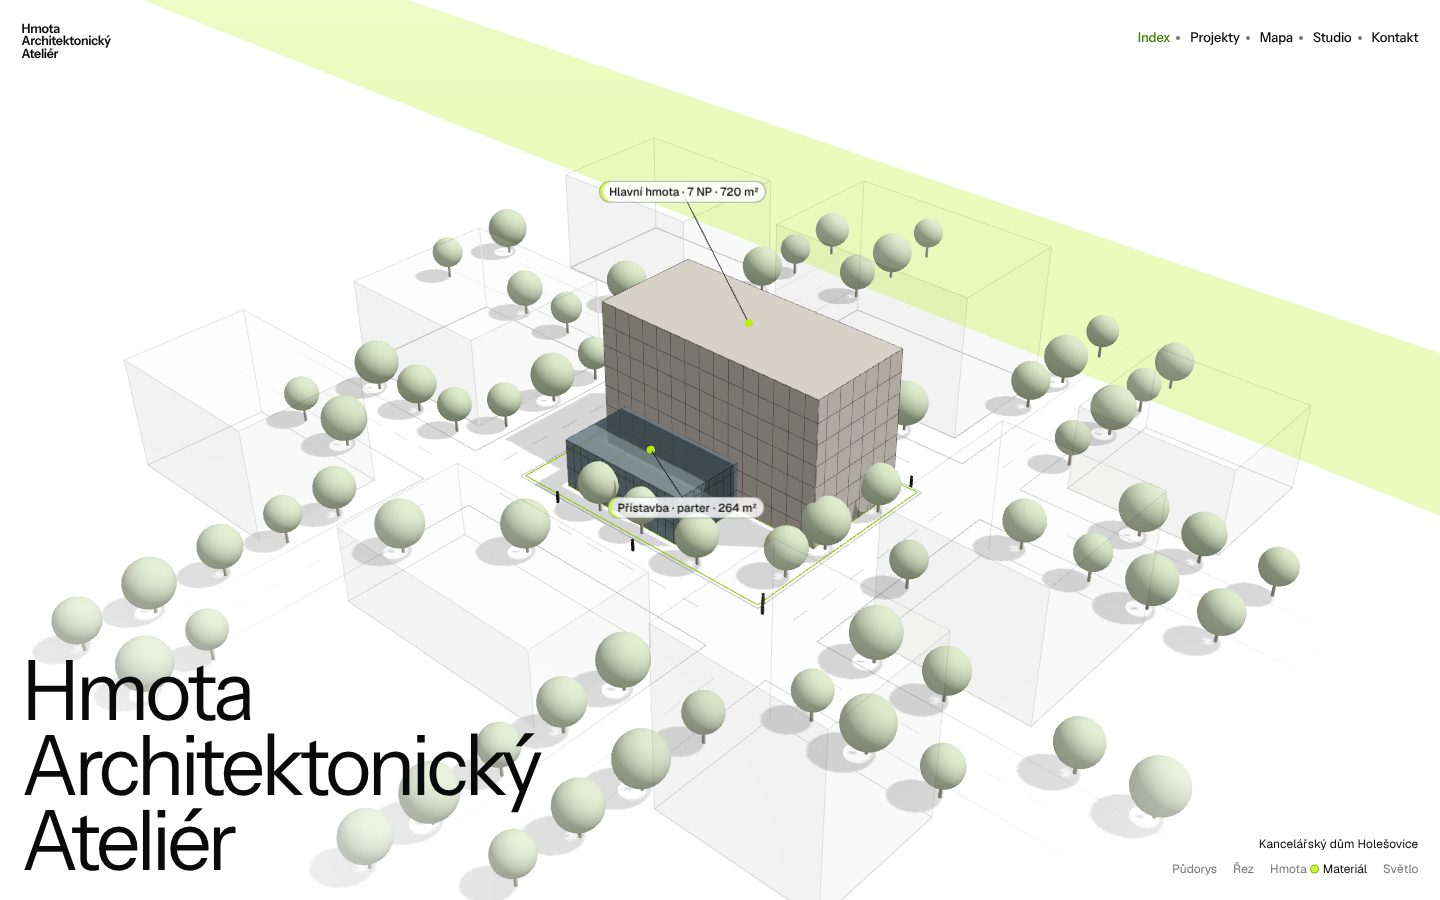 Hmota
Architektonický
Ateliér
Index • Projekty • Mapa • Studio • Kontakt
Hlavní hmota · 7 NP · 720 m²
Přístavba · parter · 264 m²
Hmota
Architektonický
Ateliér
Kancelářský dům Holešovice
Půdorys Řez Hmota Materiál Světlo